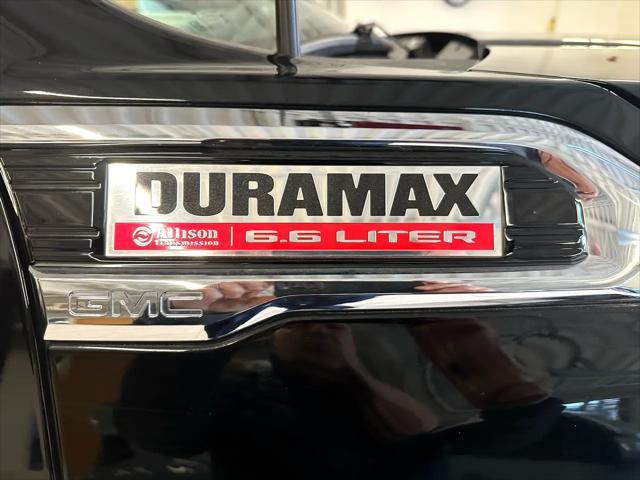 DURAMAX
Allison Transmission | 6.6 LITER
GMC